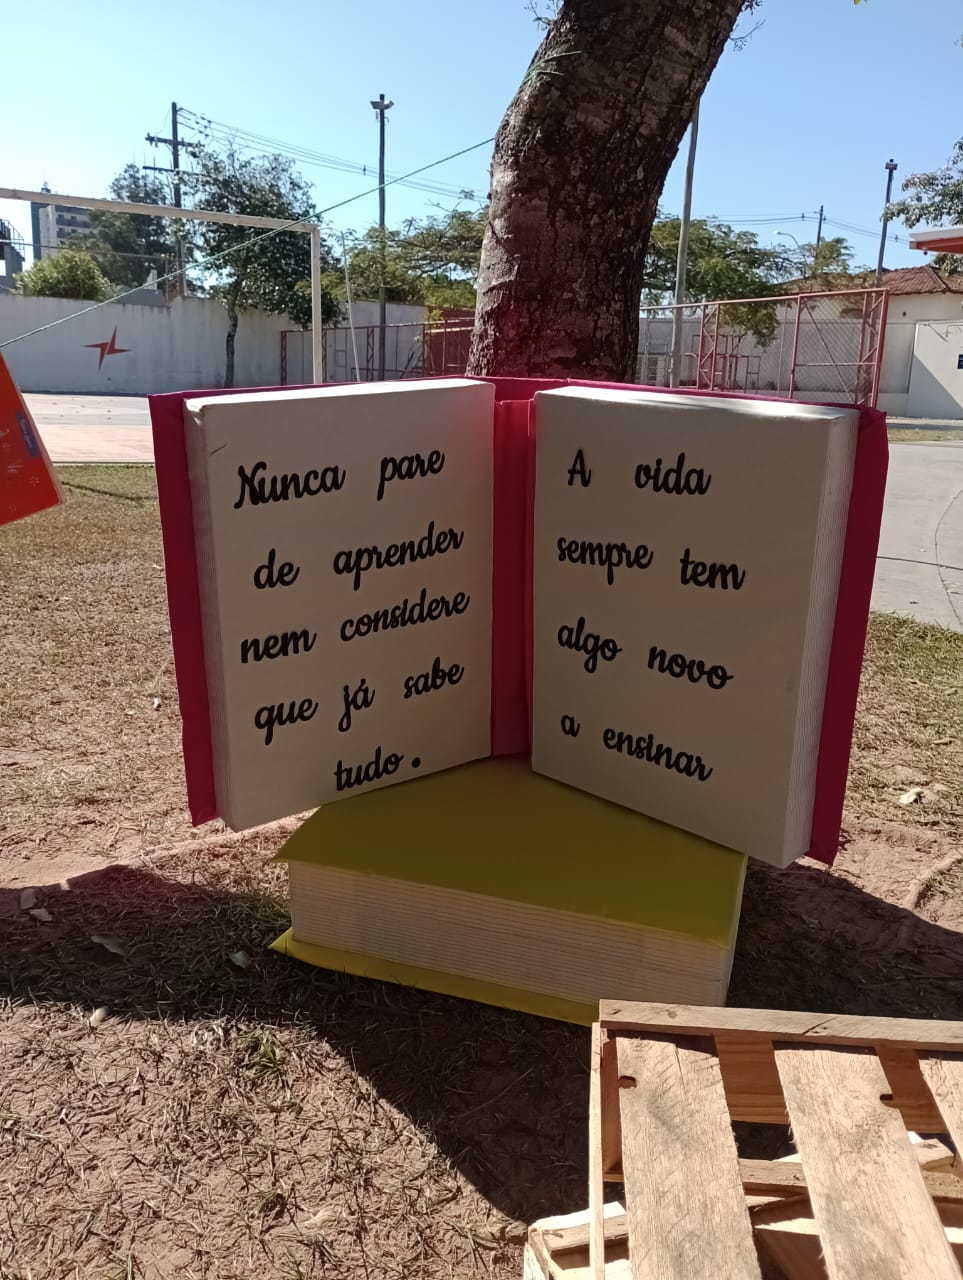 Nunca pare
de aprender
nem considere
que já sabe
tudo.
A vida
sempre tem
algo novo
a ensinar